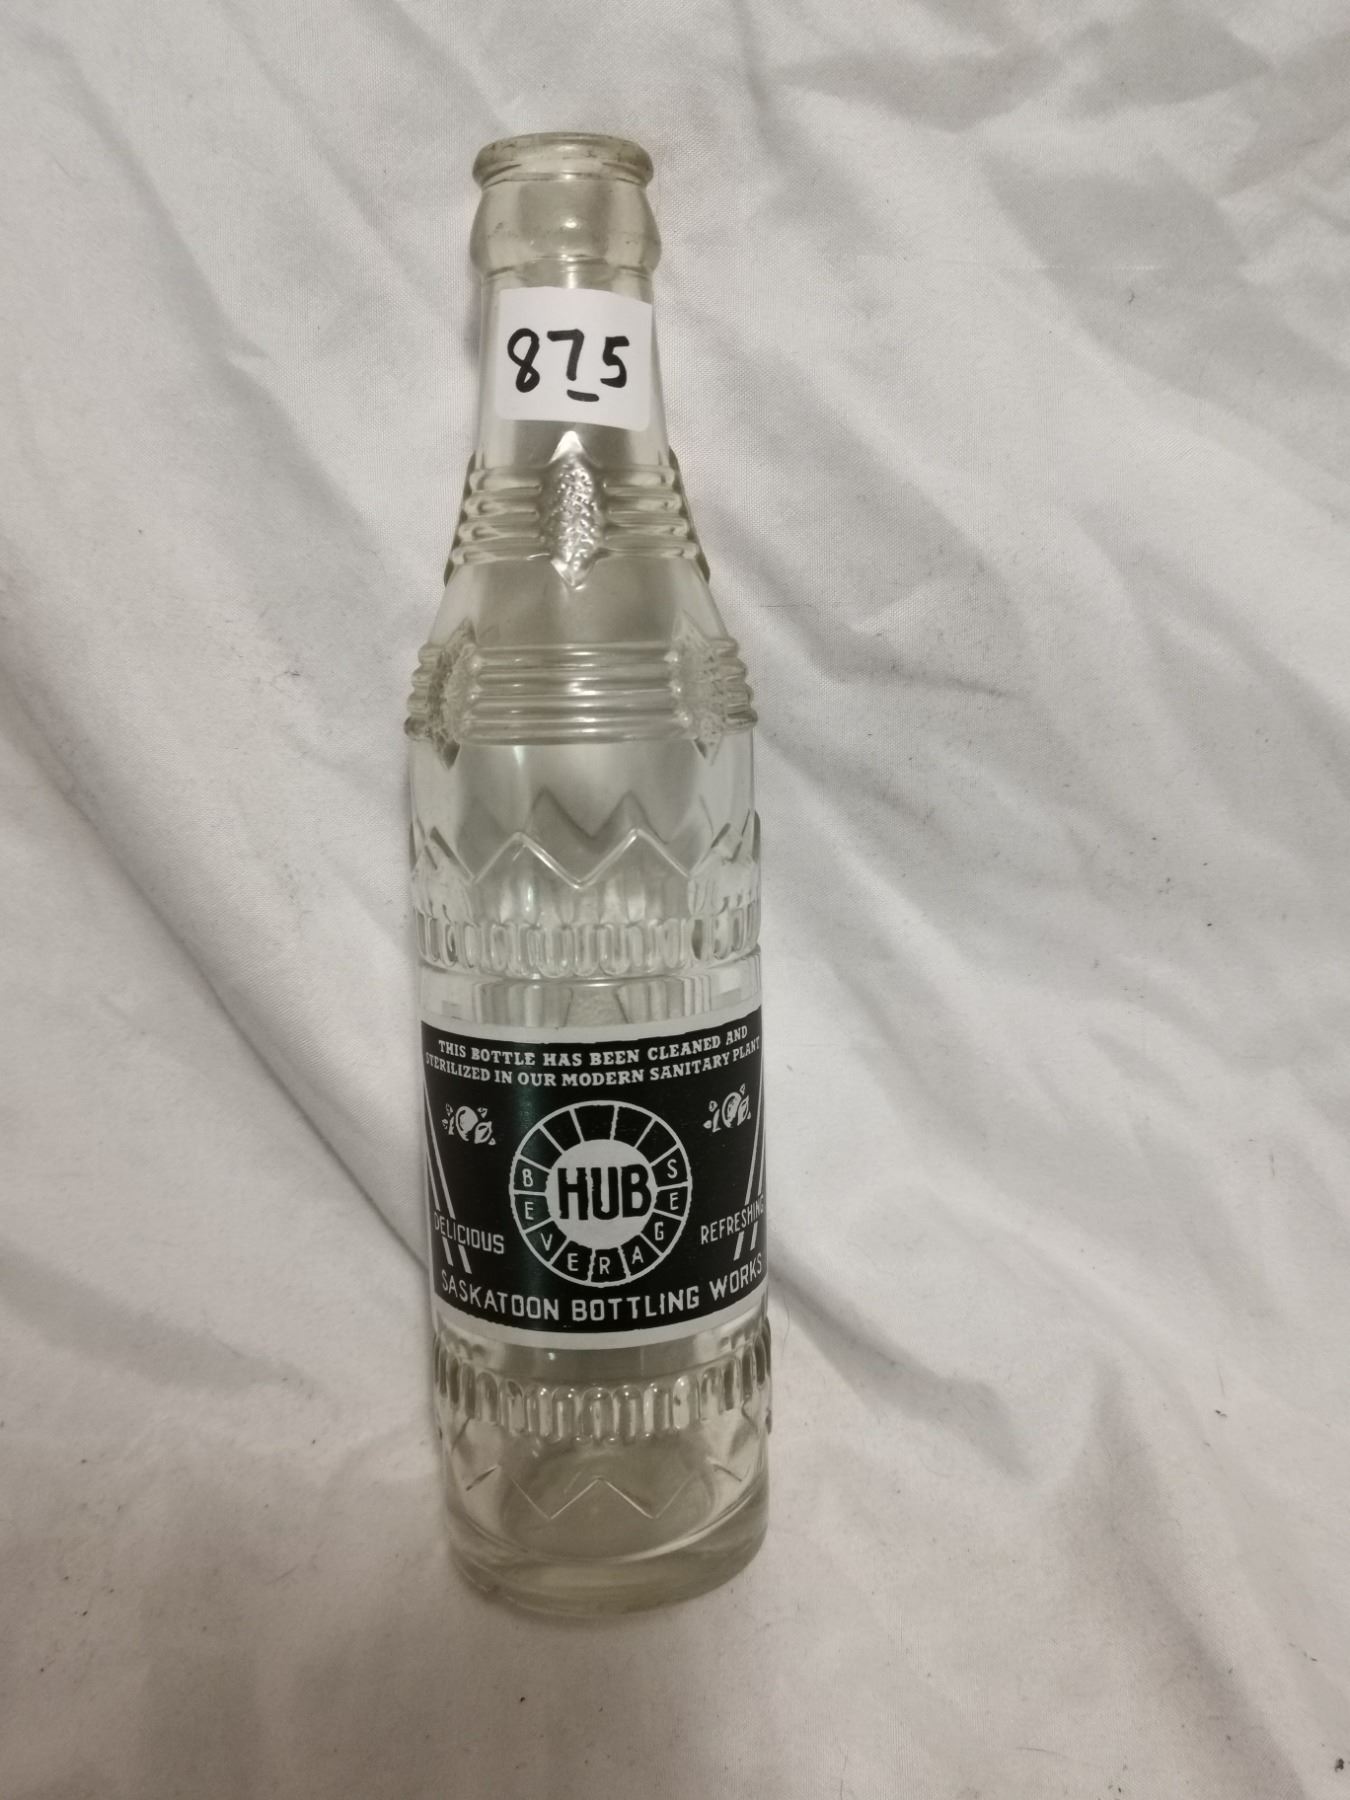 875
THIS BOTTLE HAS BEEN CLEANED AND
STERILIZED IN OUR MODERN SANITARY PLANT
HUB
BEVERAGES
DELICIOUS
REFRESHING
SASKATOON BOTTLING WORKS